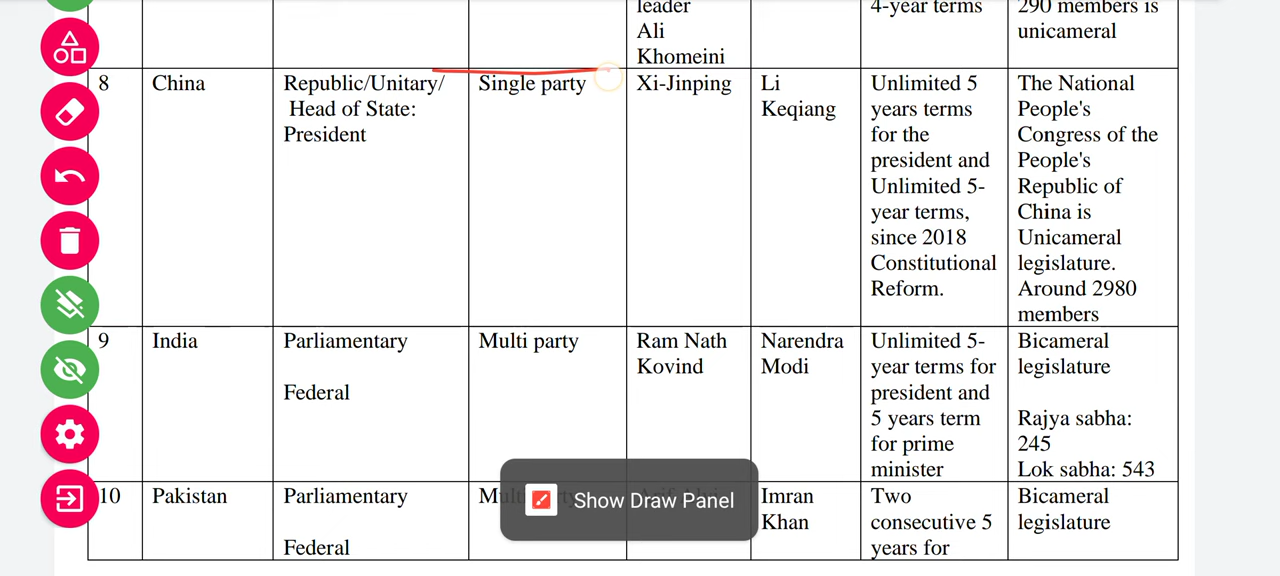 leader
Ali
Khomeini
4-year terms
290 members is
unicameral
8
China
Republic/Unitary/
Head of State:
President
Single party
Xi-Jinping
Li
Keqiang
Unlimited 5
years terms
for the
president and
Unlimited 5-
year terms,
since 2018
Constitutional
Reform.
The National
People's
Congress of the
People's
Republic of
China is
Unicameral
legislature.
Around 2980
members
9
India
Parliamentary
Federal
Multi party
Ram Nath
Kovind
Narendra
Modi
Unlimited 5-
year terms for
president and
5 years term
for prime
minister
Bicameral
legislature
Rajya sabha:
245
Lok sabha: 543
10
Pakistan
Parliamentary
Federal
Imran
Khan
Two
consecutive 5
years for
Bicameral
legislature
Show Draw Panel